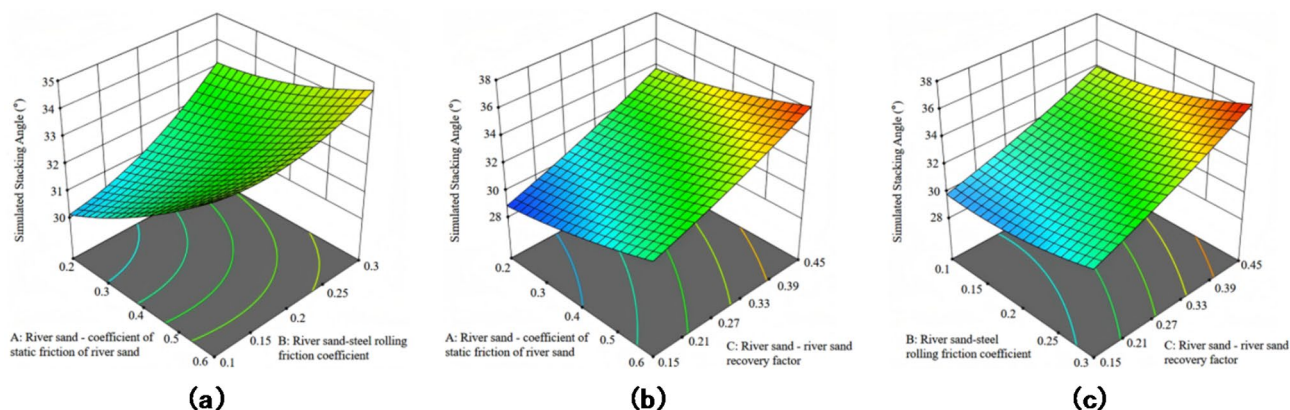 35
34
33
32
31
30
Simulated Stacking Angle (°)
0.2
0.3
0.4
0.5
0.6
A: River sand - coefficient of
static friction of river sand
0.1
0.15
0.2
0.25
0.3
B: River sand-steel rolling
friction coefficient
(a)
38
36
34
32
30
28
Simulated Stacking Angle (°)
0.2
0.3
0.4
0.5
0.6
A: River sand - coefficient of
static friction of river sand
0.15
0.21
0.27
0.33
0.39
0.45
C: River sand - river sand
recovery factor
(b)
38
36
34
32
30
28
Simulated Stacking Angle (°)
0.1
0.15
0.2
0.25
0.3
B: River sand-steel
rolling friction coefficient
0.15
0.21
0.27
0.33
0.39
0.45
C: River sand - river sand
recovery factor
(c)